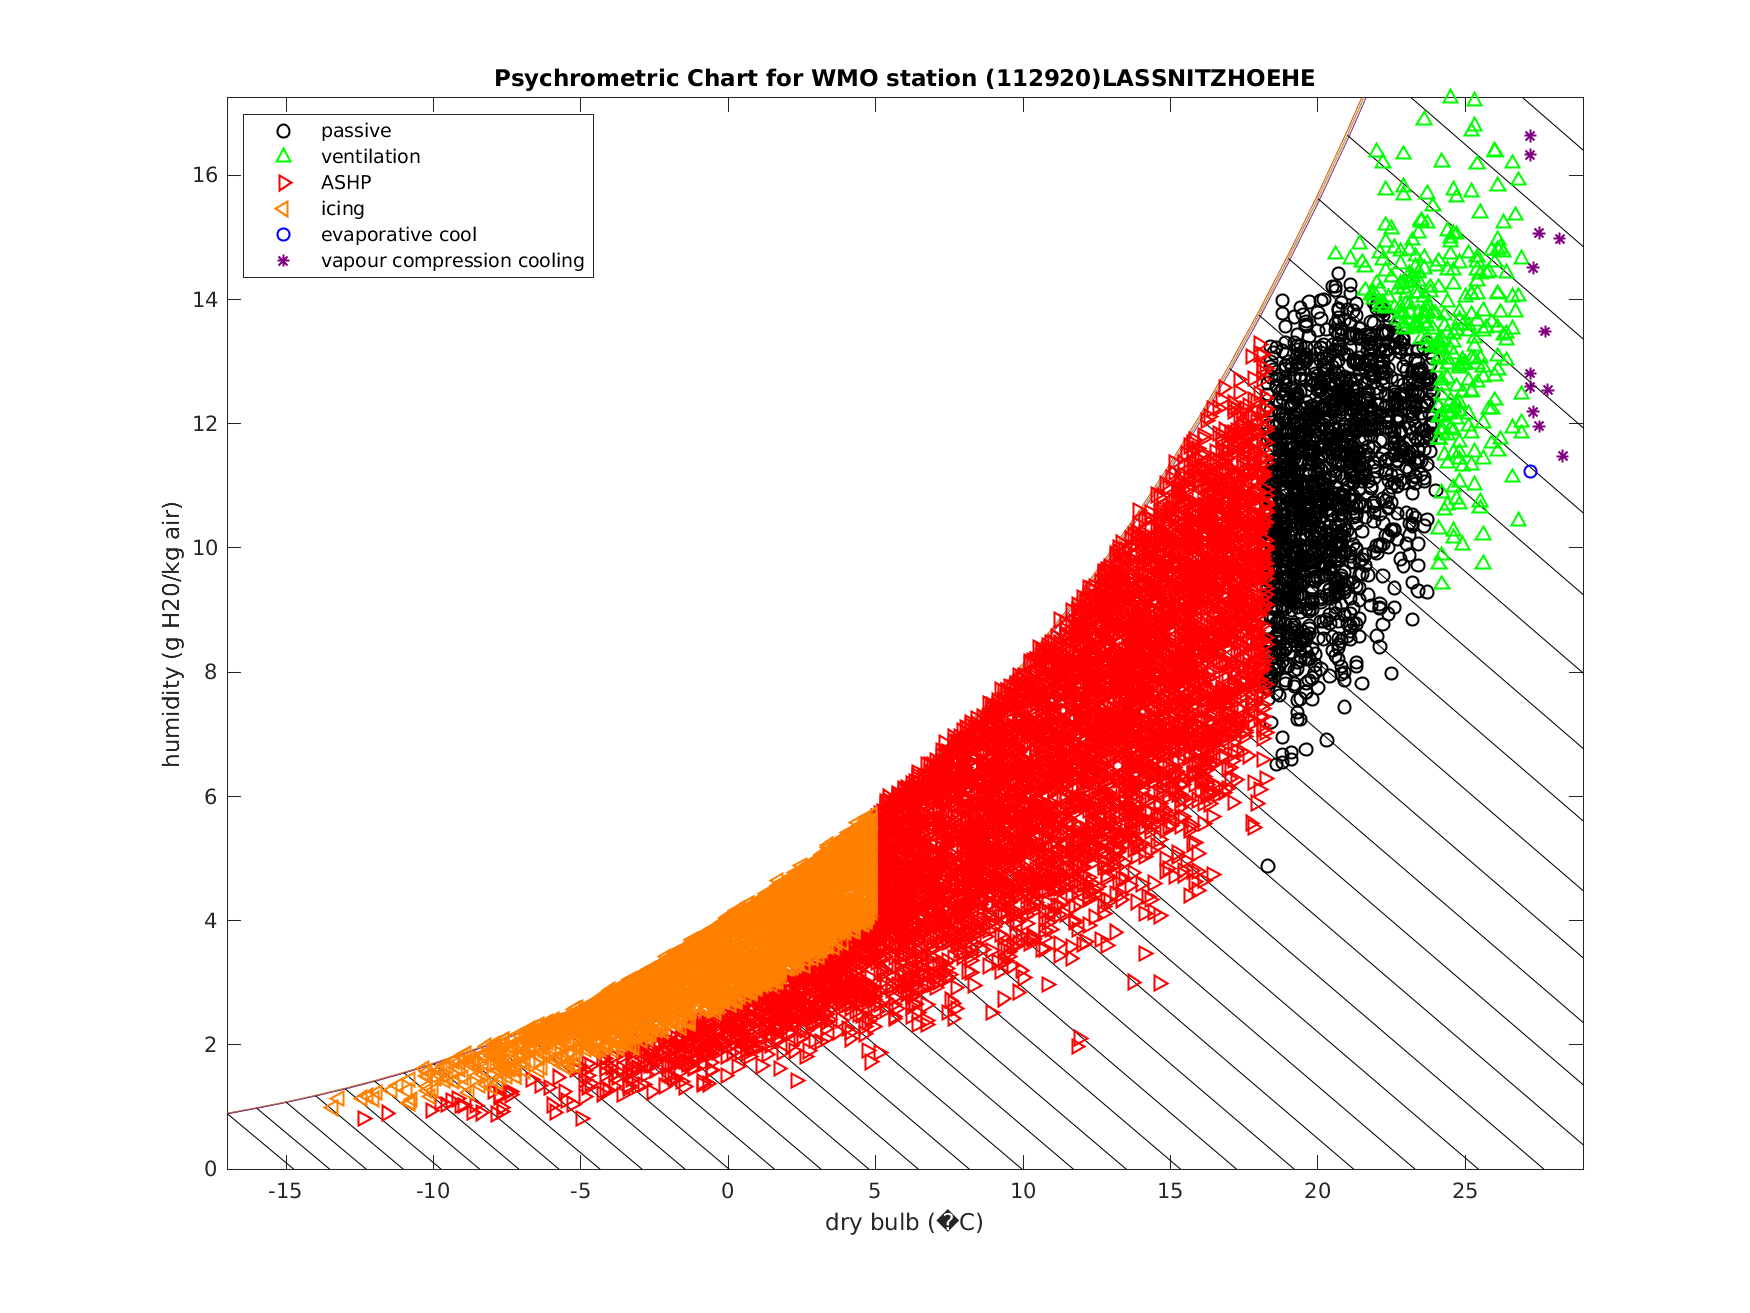 Psychrometric Chart for WMO station (112920)LASSNITZHOEHE
passive
ventilation
ASHP
icing
evaporative cool
vapour compression cooling
humidity (g H20/kg air)
16
14
12
10
8
6
4
2
0
-15 -10 -5 0 5 10 15 20 25
dry bulb (�C)